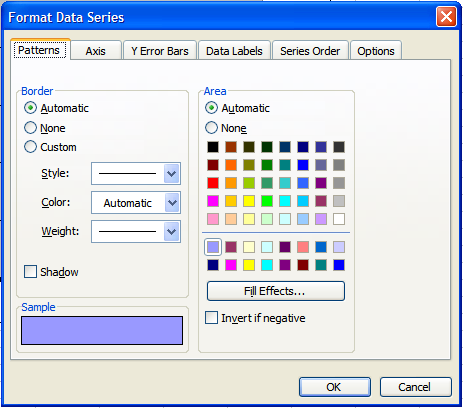 Format Data Series
Patterns Axis Y Error Bars Data Labels Series Order Options
Border
Automatic
None
Custom
Style:
Color: Automatic
Weight:
Shadow
Sample
Area
Automatic
None
Fill Effects...
Invert if negative
OK Cancel